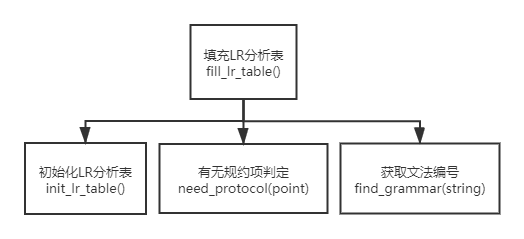 填充LR分析表
fill_lr_table()
初始化LR分析表
init_lr_table()
有无规约项判定
need_protocol(point)
获取文法编号
find_grammar(string)